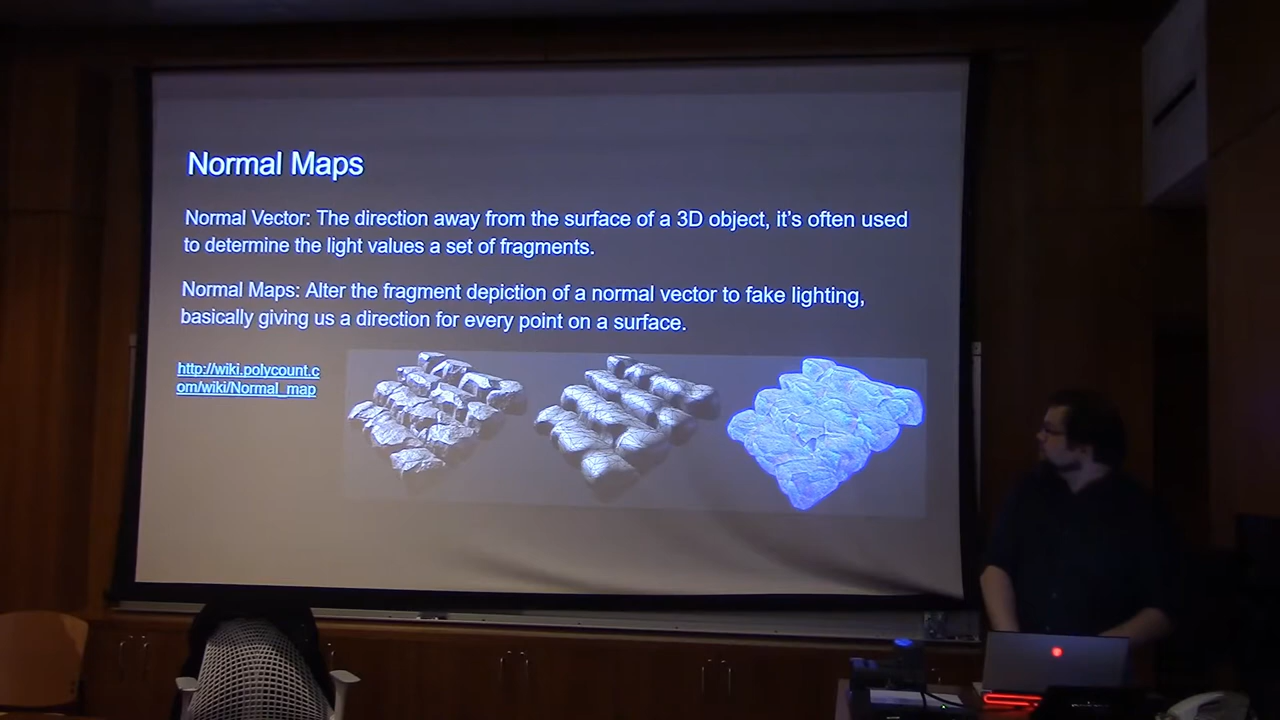 Normal Maps
Normal Vector: The direction away from the surface of a 3D object, it's often used
to determine the light values a set of fragments.
Normal Maps: Alter the fragment depiction of a normal vector to fake lighting,
basically giving us a direction for every point on a surface.
http://wiki.polycount.c
om/wiki/Normal_map